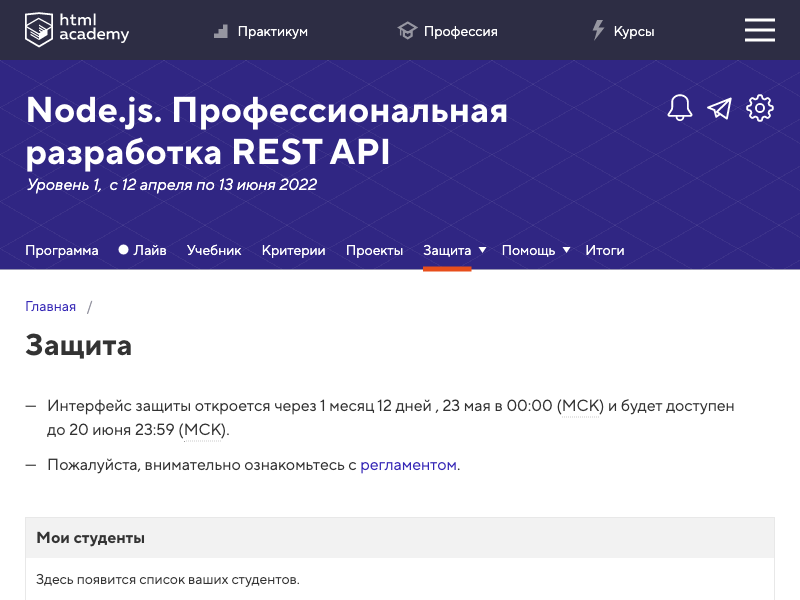 html
academy
Практикум
Профессия
Курсы
Node.js. Профессиональная
разработка REST API
Уровень 1, с 12 апреля по 13 июня 2022
Программа
Лайв
Учебник
Критерии
Проекты
Защита
Помощь
Итоги
Главная /
Защита
— Интерфейс защиты откроется через 1 месяц 12 дней , 23 мая в 00:00 (МСК) и будет доступен
до 20 июня 23:59 (МСК).
— Пожалуйста, внимательно ознакомьтесь с регламентом.
Мои студенты
Здесь появится список ваших студентов.